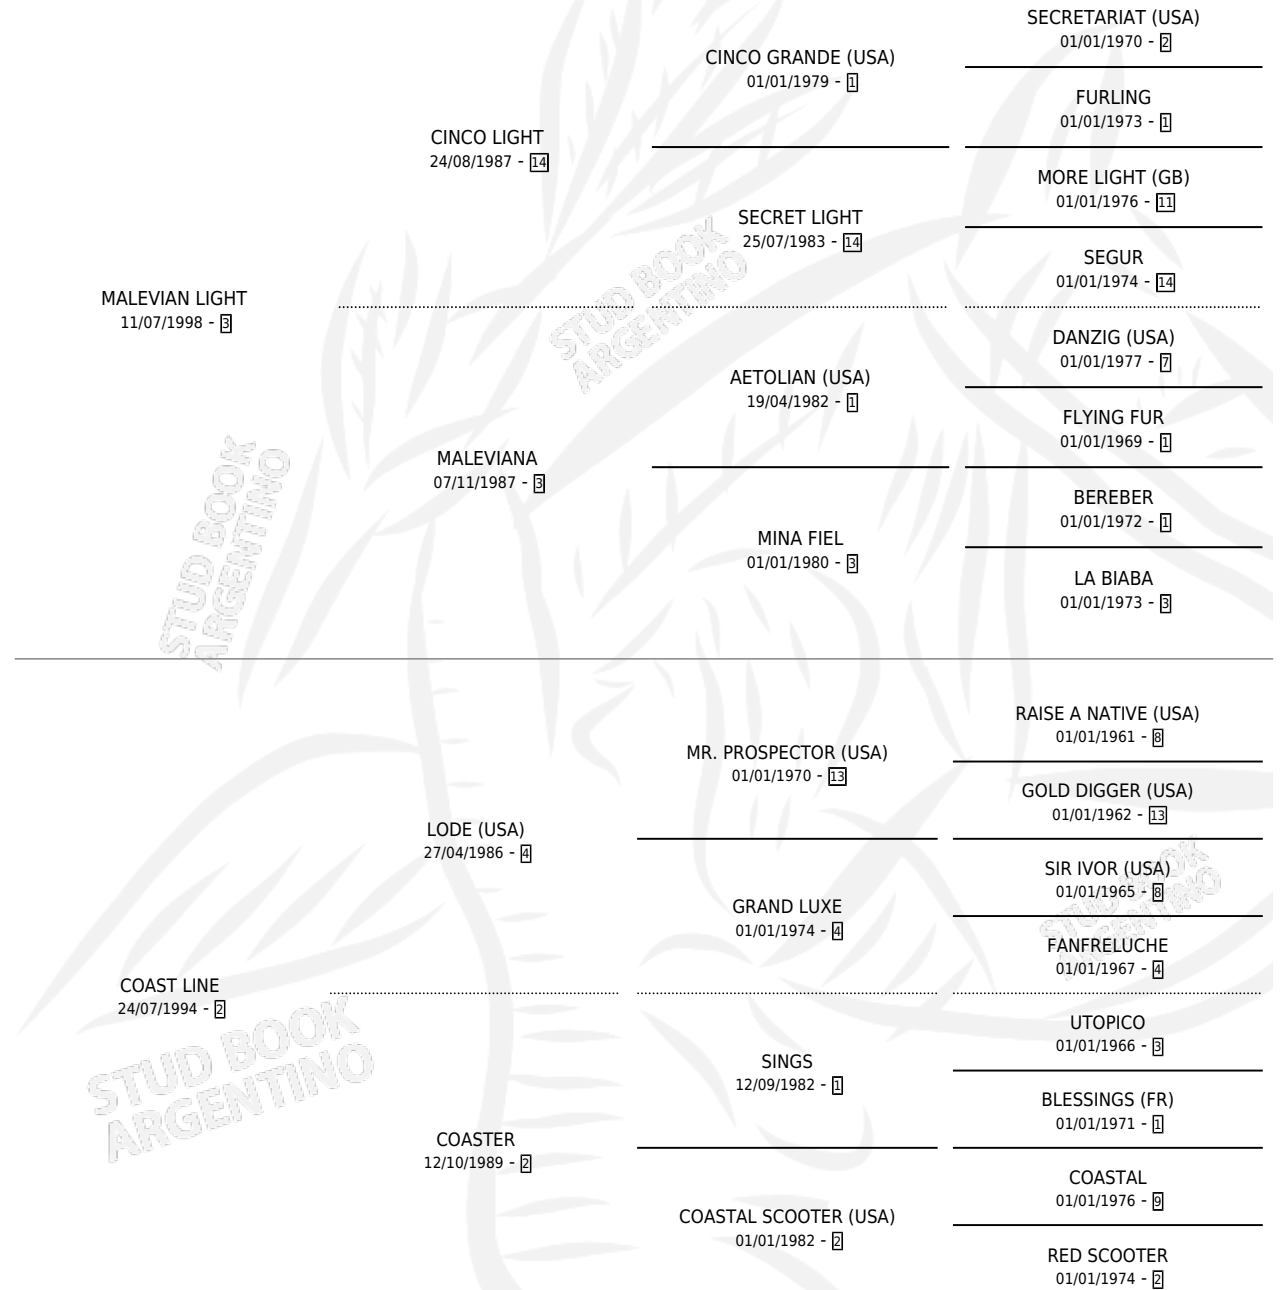 SECRETARIAT (USA)
01/01/1970 - 2
CINCO GRANDE (USA)
01/01/1979 - 1
FURLING
01/01/1973 - 1
CINCO LIGHT
24/08/1987 - 14
MORE LIGHT (GB)
01/01/1976 - 11
SECRET LIGHT
25/07/1983 - 14
SEGUR
01/01/1974 - 14
MALEVIAN LIGHT
11/07/1998 - 3
DANZIG (USA)
01/01/1977 - 7
AETOLIAN (USA)
19/04/1982 - 1
FLYING FUR
01/01/1969 - 1
MALEVIANA
07/11/1987 - 3
BEREBER
01/01/1972 - 1
MINA FIEL
01/01/1980 - 3
LA BIABA
01/01/1973 - 3
RAISE A NATIVE (USA)
01/01/1961 - 8
MR. PROSPECTOR (USA)
01/01/1970 - 13
GOLD DIGGER (USA)
01/01/1962 - 13
LODE (USA)
27/04/1986 - 4
SIR IVOR (USA)
01/01/1965 - 8
GRAND LUXE
01/01/1974 - 4
FANFRELUCHE
01/01/1967 - 4
COAST LINE
24/07/1994 - 2
UTOPICO
01/01/1966 - 3
SINGS
12/09/1982 - 1
BLESSINGS (FR)
01/01/1971 - 1
COASTER
12/10/1989 - 2
COASTAL
01/01/1976 - 9
COASTAL SCOOTER (USA)
01/01/1982 - 2
RED SCOOTER
01/01/1974 - 2
STUD BOOK
ARGENTINO
STUD BOOK
ARGENTINO
STUD BOOK
ARGENTINO
STUD BOOK
ARGENTINO